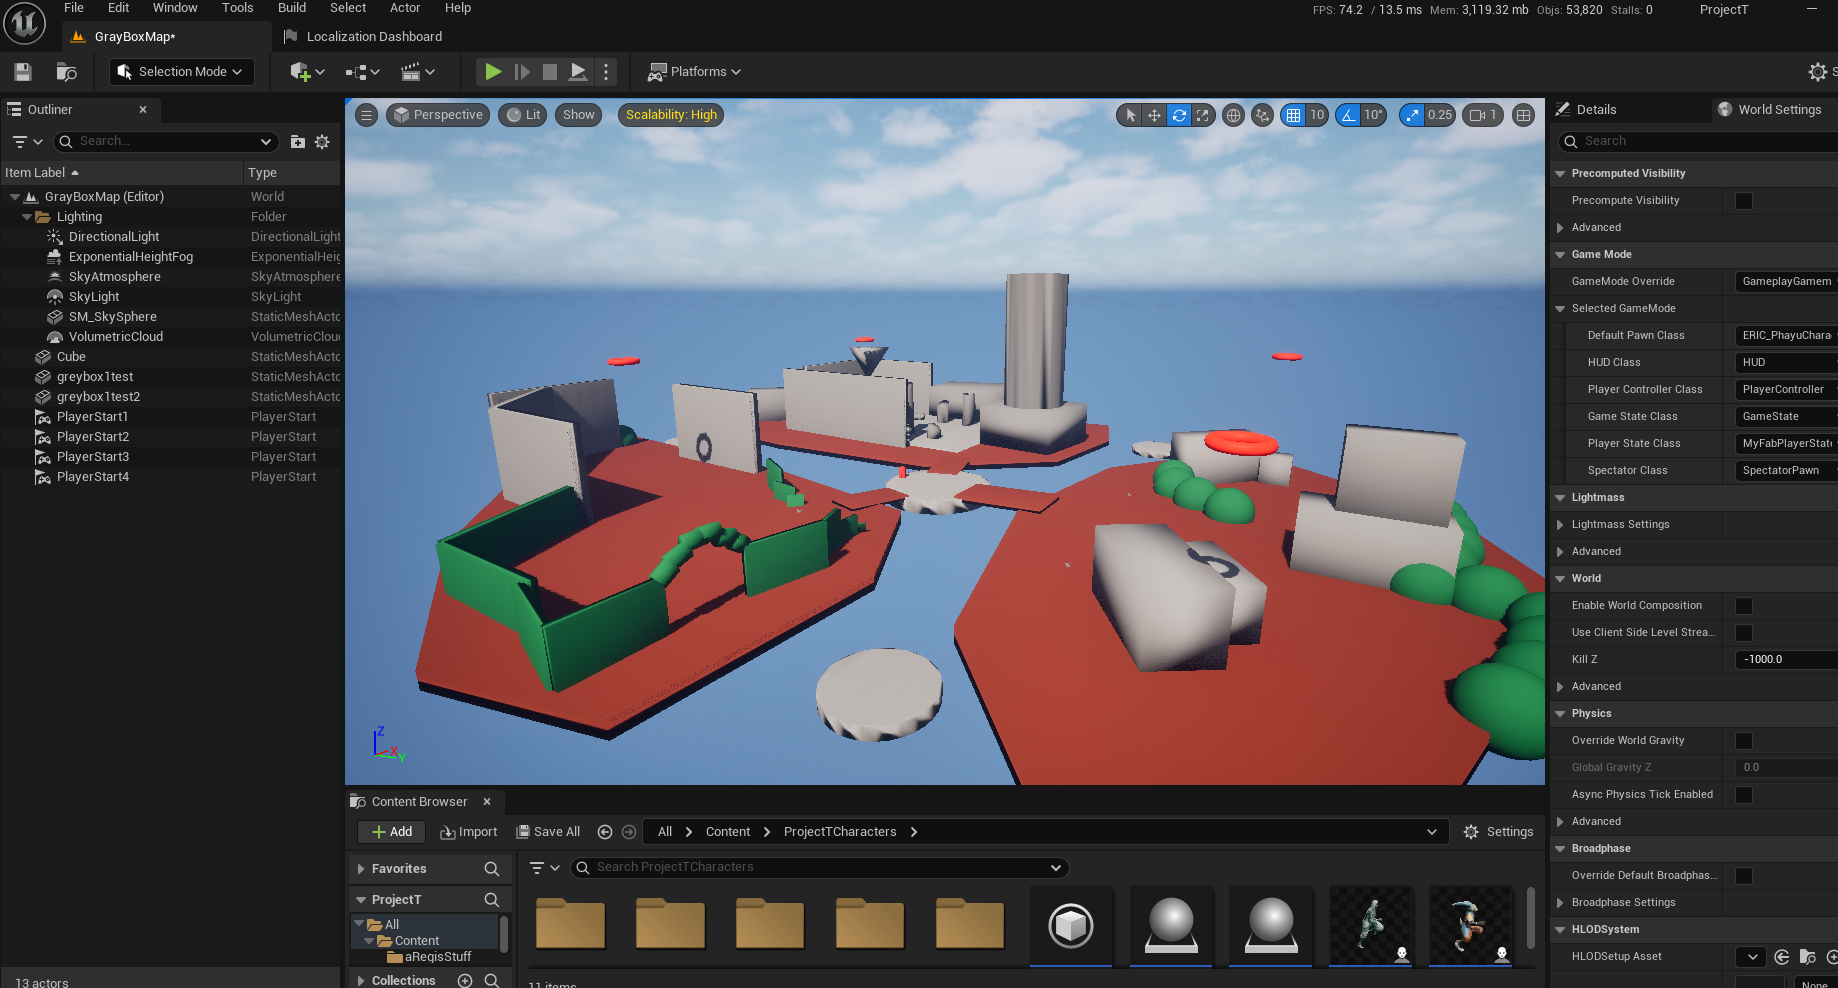 File Edit Window Tools Build Select Actor Help
FPS: 74.2 / 13.5 ms Mem: 3,119.32 mb Objs: 53,820 Stalls: 0 ProjectT
GrayBoxMap* Localization Dashboard
Selection Mode Platforms
Outliner
Search...
Item Label Type
GrayBoxMap (Editor) World
Lighting Folder
DirectionalLight DirectionalLight
ExponentialHeightFog ExponentialHeig
SkyAtmosphere SkyAtmosphere
SkyLight SkyLight
SM_SkySphere StaticMeshActo
VolumetricCloud VolumetricClou
Cube StaticMeshActo
greybox1test StaticMeshActo
greybox1test2 StaticMeshActo
PlayerStart1 PlayerStart
PlayerStart2 PlayerStart
PlayerStart3 PlayerStart
PlayerStart4 PlayerStart
13 actors
Perspective Lit Show Scalability: High 10 10° 0.25 1
Z
X
Y
Content Browser
Add Import Save All All Content ProjectTCharacters Settings
Favorites
Search ProjectTCharacters
ProjectT
All
Content
aRegisStuff
Collections
11 items
Details World Settings
Search
Precomputed Visibility
Precompute Visibility
Advanced
Game Mode
GameMode Override GameplayGamem
Selected GameMode
Default Pawn Class ERIC_PhayuChara
HUD Class HUD
Player Controller Class PlayerController
Game State Class GameState
Player State Class MyFabPlayerState
Spectator Class SpectatorPawn
Lightmass
Lightmass Settings
Advanced
World
Enable World Composition
Use Client Side Level Strea...
Kill Z -1000.0
Advanced
Physics
Override World Gravity
Global Gravity Z 0.0
Async Physics Tick Enabled
Advanced
Broadphase
Override Default Broadphas...
Broadphase Settings
HLODSystem
HLODSetup Asset
None